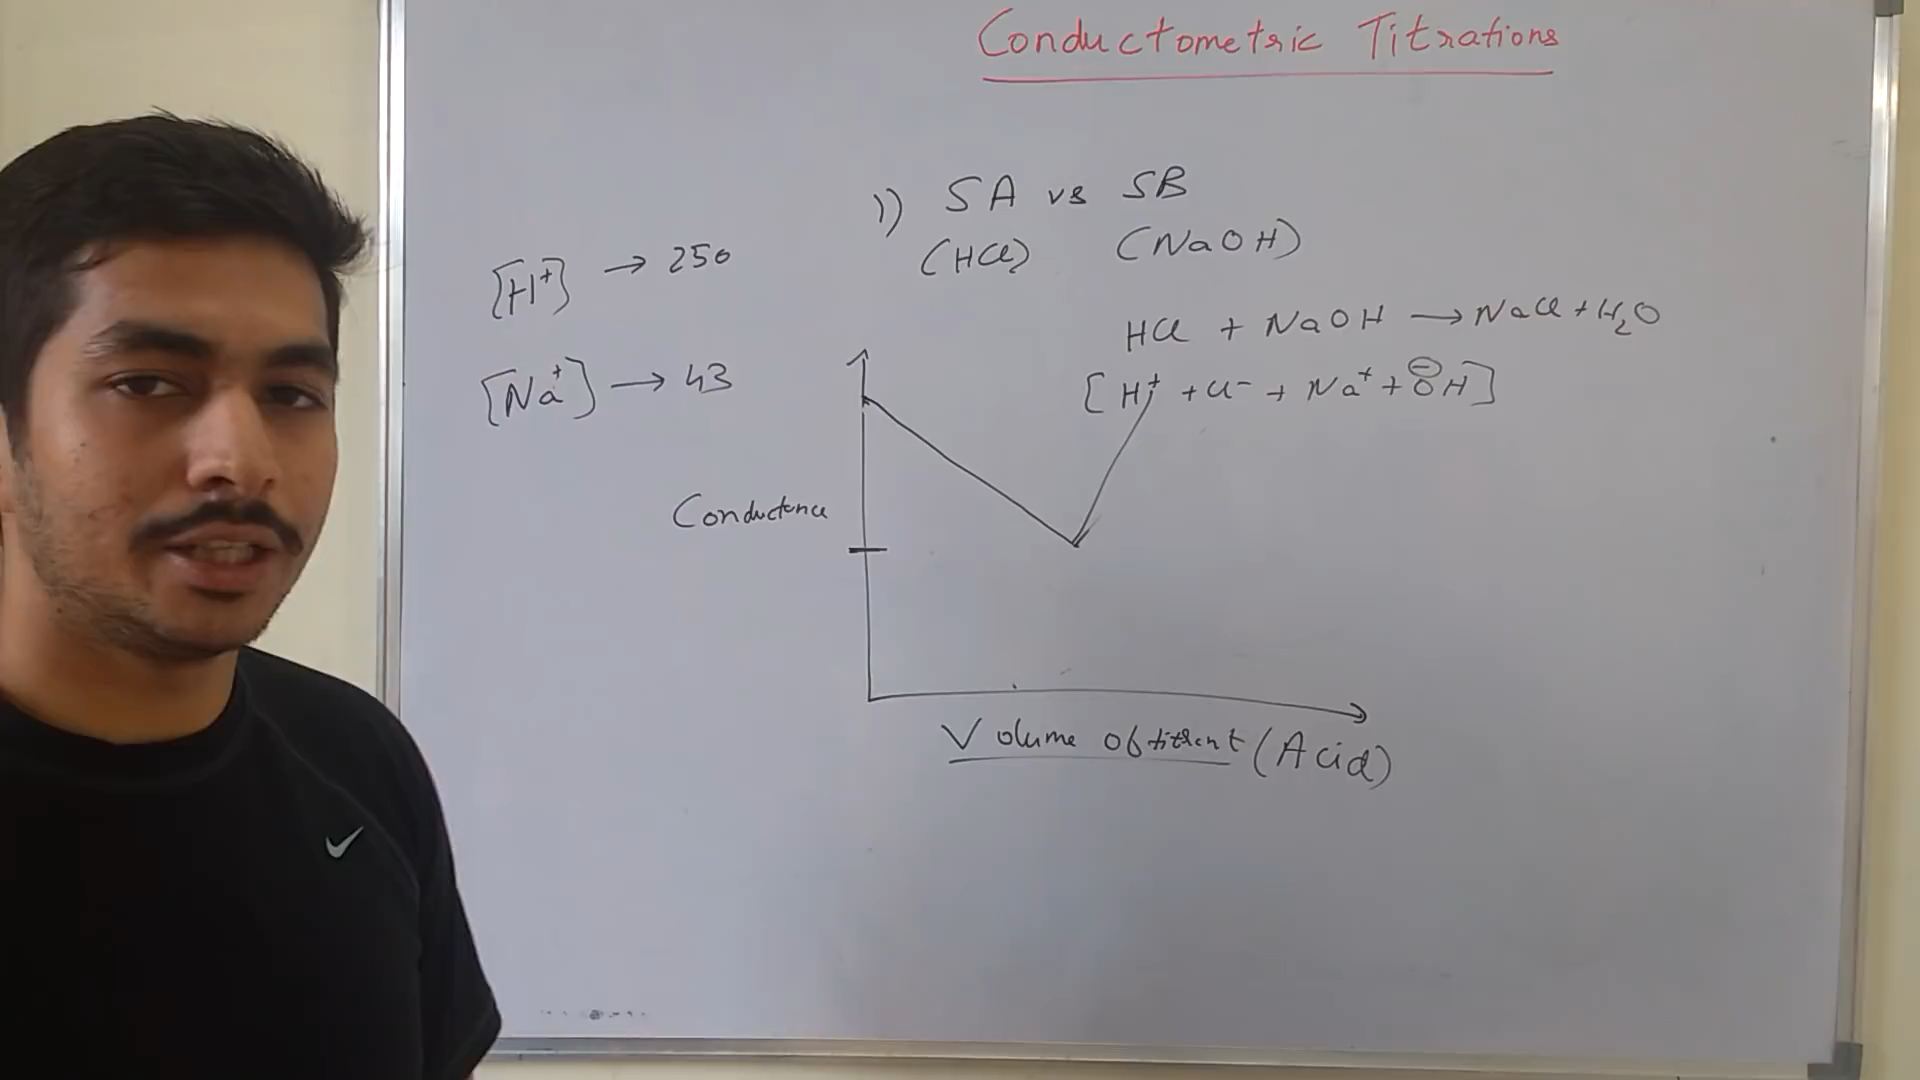 Conductometric Titrations
1) SA vs SB
(HCl) (NaOH)
[H⁺] → 250
HCl + NaOH → NaCl + H₂O
[Na⁺] → 43
[H⁺ + Cl⁻ + Na⁺ + ⊖OH]
Conductance
Volume of titrent (Acid)